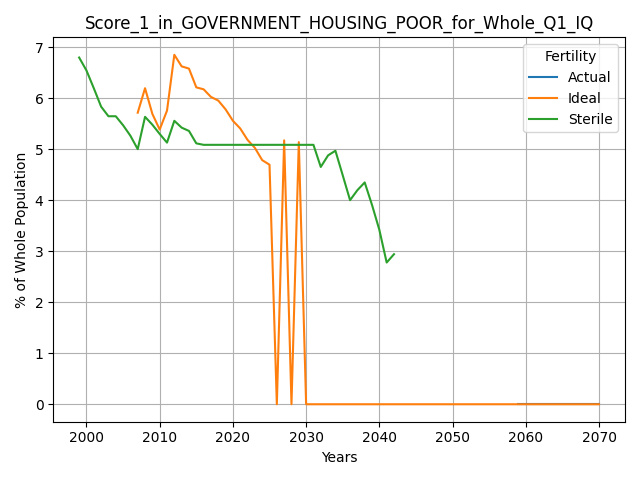 Score_1_in_GOVERNMENT_HOUSING_POOR_for_Whole_Q1_IQ
Fertility
Actual
Ideal
Sterile
% of Whole Population
7
6
5
4
3
2
1
0
2000 2010 2020 2030 2040 2050 2060 2070
Years